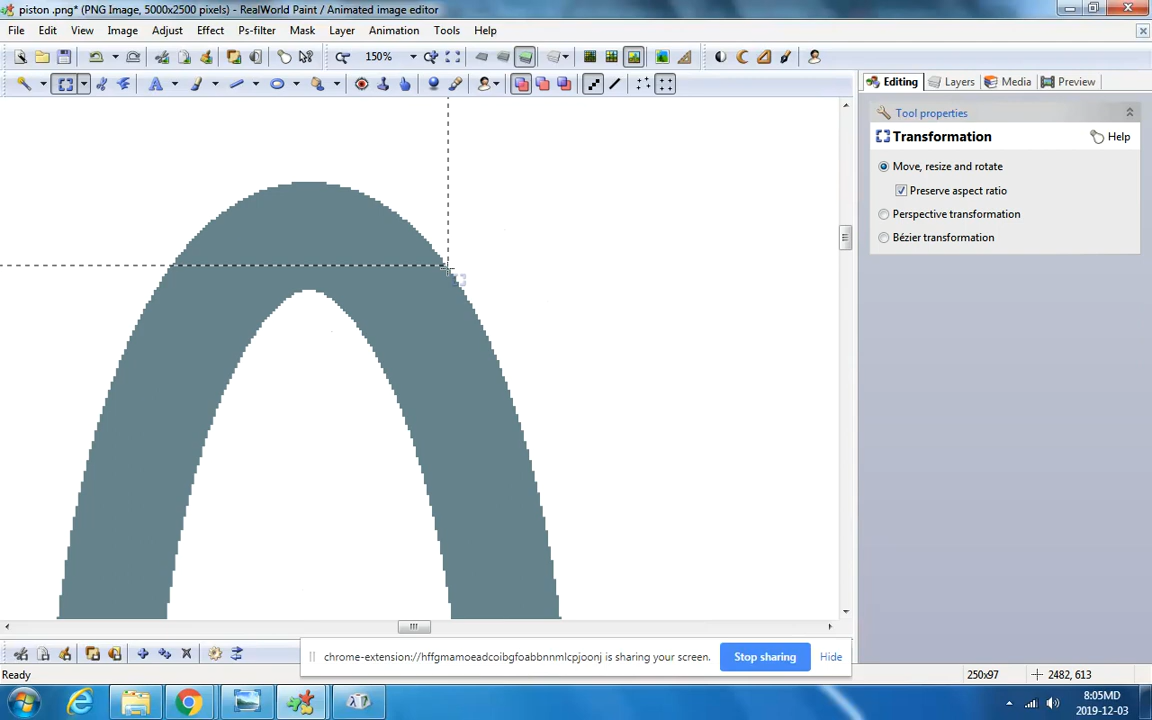 piston .png* (PNG Image, 5000x2500 pixels) - RealWorld Paint / Animated image editor
File Edit View Image Adjust Effect Ps-filter Mask Layer Animation Tools Help
150%
Editing Layers Media Preview
Tool properties
Transformation Help
Move, resize and rotate
Preserve aspect ratio
Perspective transformation
Bézier transformation
chrome-extension://hffgmamoeadcoibgfoabbnnmlcpjoonj is sharing your screen. Stop sharing Hide
Ready 250x97 2482, 613
8:05MD
2019-12-03